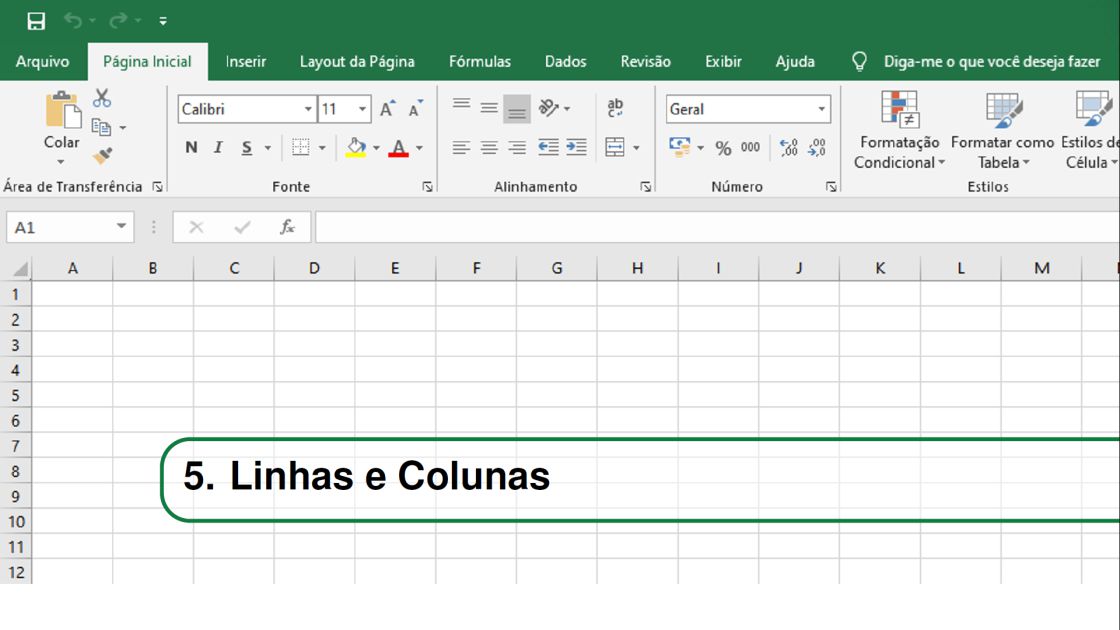 Arquivo Página Inicial Inserir Layout da Página Fórmulas Dados Revisão Exibir Ajuda Diga-me o que você deseja fazer
Calibri 11 ab Geral
c
Colar N I S A % 000 Formatação Formatar como Estilos de
Condicional Tabela Célula
Área de Transferência Fonte Alinhamento Número Estilos
A1 fx
A B C D E F G H I J K L M
1
2
3
4
5
6
7
8
9
10
11
12
5. Linhas e Colunas